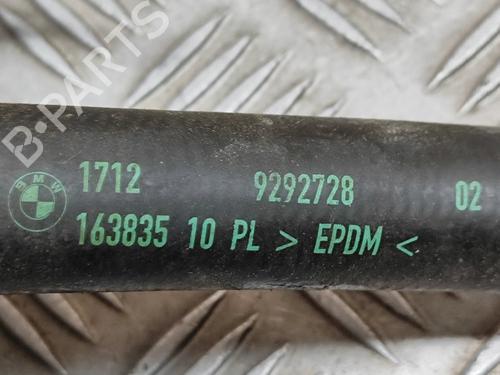 B-PARTS
BMW
1712 9292728 02
163835 10 PL > EPDM <